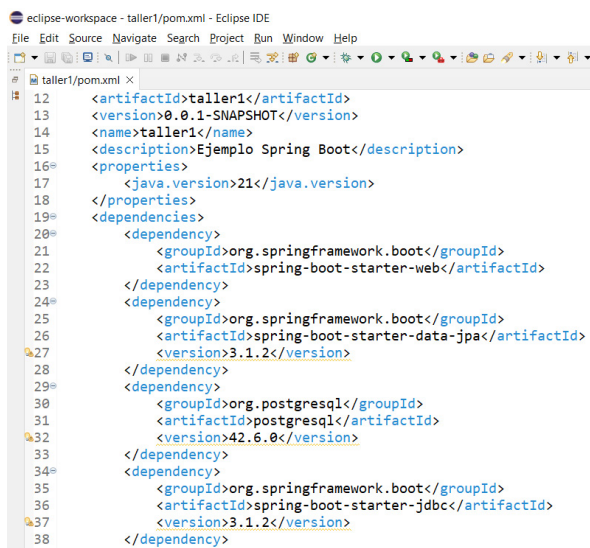 eclipse-workspace - taller1/pom.xml - Eclipse IDE
File Edit Source Navigate Search Project Run Window Help
taller1/pom.xml
12 <artifactId>taller1</artifactId>
13 <version>0.0.1-SNAPSHOT</version>
14 <name>taller1</name>
15 <description>Ejemplo Spring Boot</description>
16 <properties>
17 <java.version>21</java.version>
18 </properties>
19 <dependencies>
20 <dependency>
21 <groupId>org.springframework.boot</groupId>
22 <artifactId>spring-boot-starter-web</artifactId>
23 </dependency>
24 <dependency>
25 <groupId>org.springframework.boot</groupId>
26 <artifactId>spring-boot-starter-data-jpa</artifactId>
27 <version>3.1.2</version>
28 </dependency>
29 <dependency>
30 <groupId>org.postgresql</groupId>
31 <artifactId>postgresql</artifactId>
32 <version>42.6.0</version>
33 </dependency>
34 <dependency>
35 <groupId>org.springframework.boot</groupId>
36 <artifactId>spring-boot-starter-jdbc</artifactId>
37 <version>3.1.2</version>
38 </dependency>